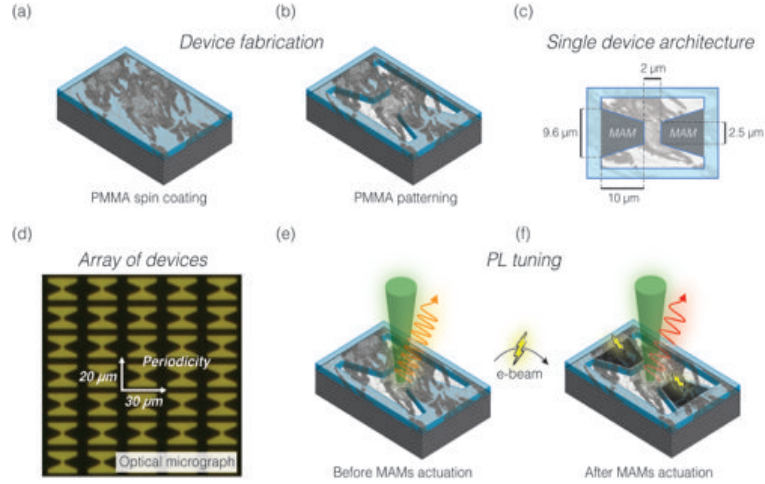 (a)
Device fabrication
(b)
PMMA spin coating
PMMA patterning
(c)
Single device architecture
2 μm
9.6 μm
MAM
MAM
2.5 μm
10 μm
(d)
Array of devices
Periodicity
20 μm
30 μm
Optical micrograph
(e)
PL tuning
(f)
e-beam
Before MAMs actuation
After MAMs actuation